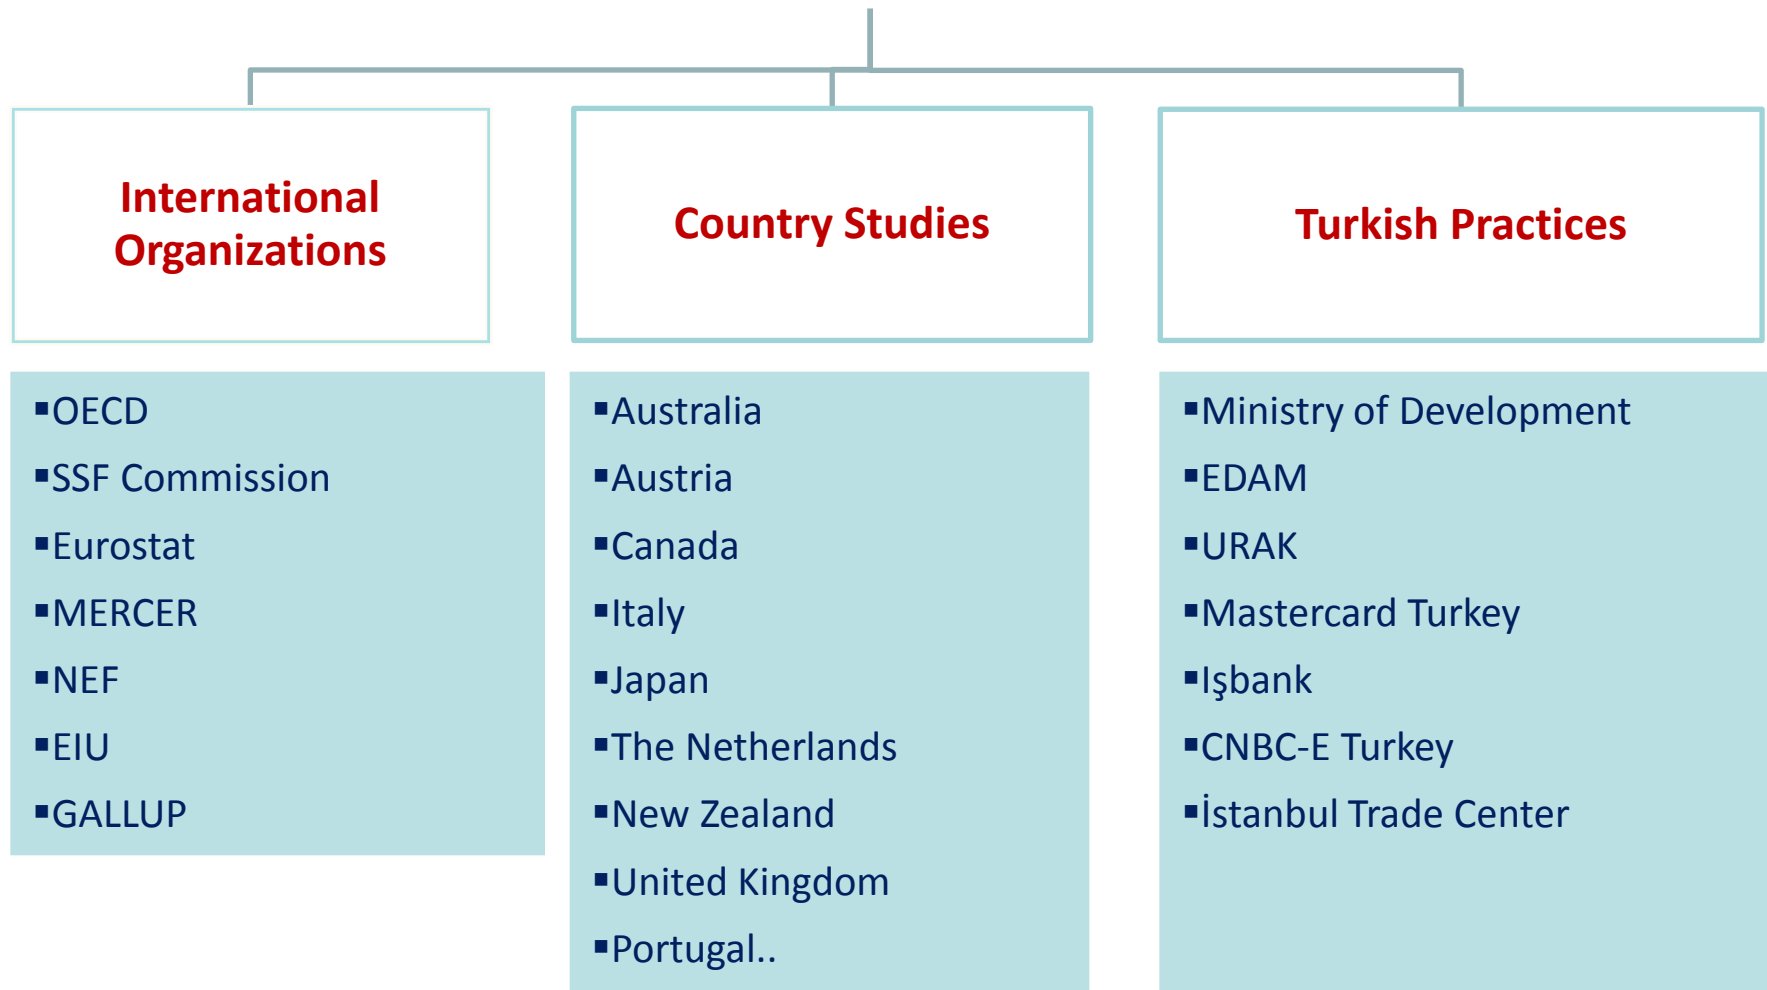 International
Organizations
▪OECD
▪SSF Commission
▪Eurostat
▪MERCER
▪NEF
▪EIU
▪GALLUP
Country Studies
▪Australia
▪Austria
▪Canada
▪Italy
▪Japan
▪The Netherlands
▪New Zealand
▪United Kingdom
▪Portugal..
Turkish Practices
▪Ministry of Development
▪EDAM
▪URAK
▪Mastercard Turkey
▪Işbank
▪CNBC-E Turkey
▪İstanbul Trade Center